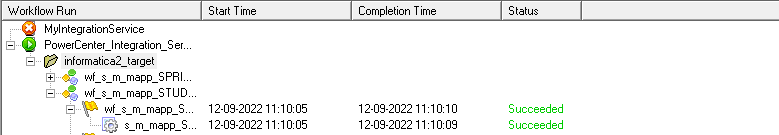 Workflow Run Start Time Completion Time Status
MyIntegrationService
PowerCenter_Integration_Ser...
informatica2_target
wf_s_m_mapp_SPRI...
wf_s_m_mapp_STUD...
wf_s_m_mapp_S... 12-09-2022 11:10:05 12-09-2022 11:10:10 Succeeded
s_m_mapp_S... 12-09-2022 11:10:05 12-09-2022 11:10:09 Succeeded